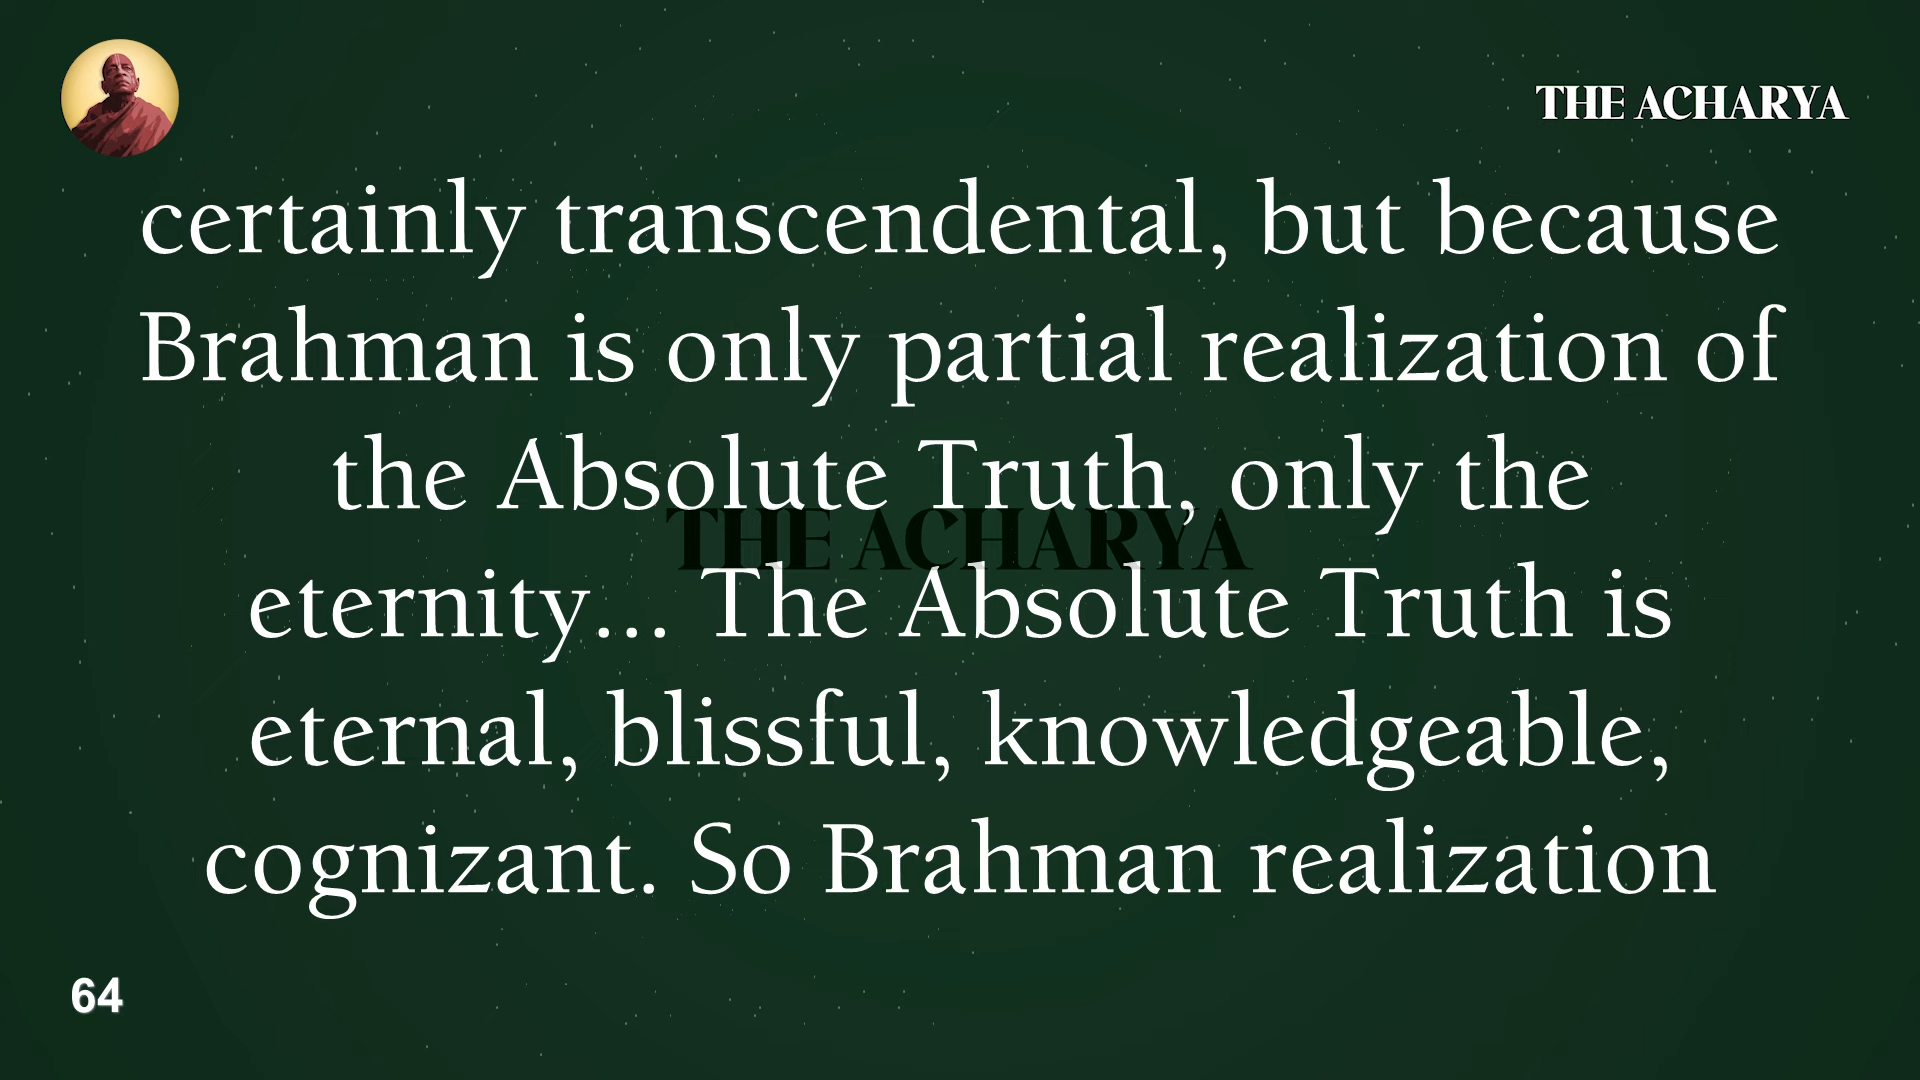 THE ACHARYA
certainly transcendental, but because
Brahman is only partial realization of
the Absolute Truth, only the
THE ACHARYA
eternity... The Absolute Truth is
eternal, blissful, knowledgeable,
cognizant. So Brahman realization
64